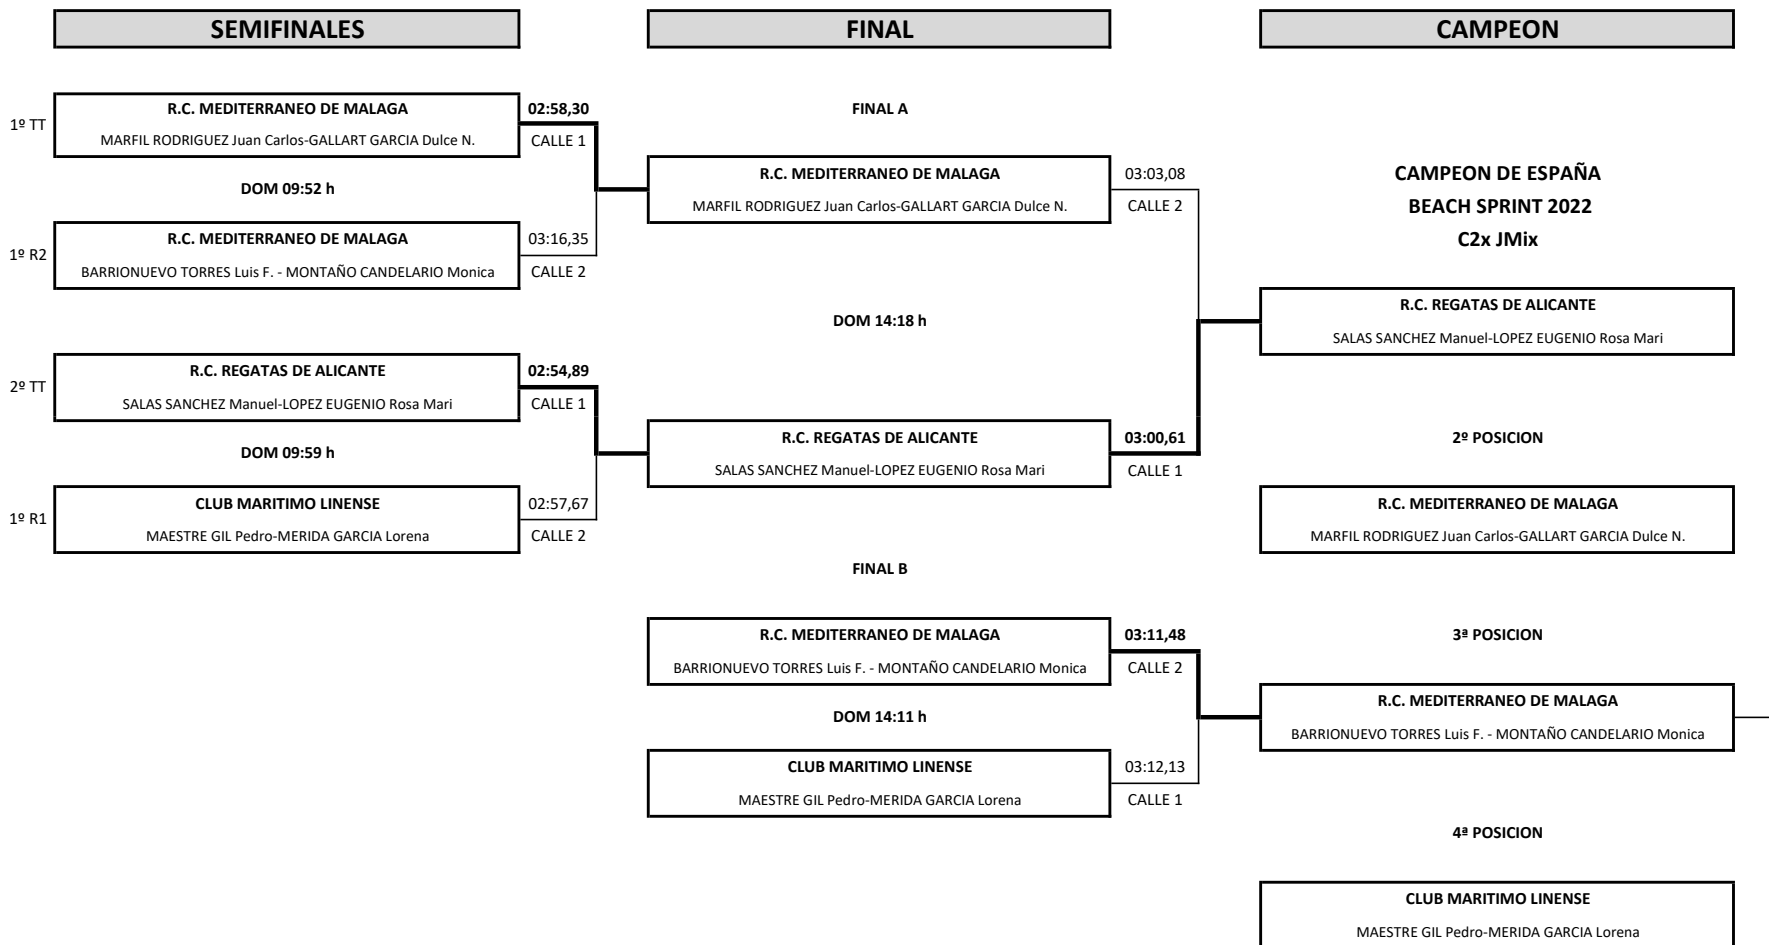 SEMIFINALES
FINAL
CAMPEON
1º TT
R.C. MEDITERRANEO DE MALAGA
02:58,30
MARFIL RODRIGUEZ Juan Carlos-GALLART GARCIA Dulce N.
CALLE 1
DOM 09:52 h
1º R2
R.C. MEDITERRANEO DE MALAGA
03:16,35
BARRIONUEVO TORRES Luis F. - MONTAÑO CANDELARIO Monica
CALLE 2
2º TT
R.C. REGATAS DE ALICANTE
02:54,89
SALAS SANCHEZ Manuel-LOPEZ EUGENIO Rosa Mari
CALLE 1
DOM 09:59 h
1º R1
CLUB MARITIMO LINENSE
02:57,67
MAESTRE GIL Pedro-MERIDA GARCIA Lorena
CALLE 2
FINAL A
R.C. MEDITERRANEO DE MALAGA
03:03,08
MARFIL RODRIGUEZ Juan Carlos-GALLART GARCIA Dulce N.
CALLE 2
DOM 14:18 h
R.C. REGATAS DE ALICANTE
03:00,61
SALAS SANCHEZ Manuel-LOPEZ EUGENIO Rosa Mari
CALLE 1
FINAL B
R.C. MEDITERRANEO DE MALAGA
03:11,48
BARRIONUEVO TORRES Luis F. - MONTAÑO CANDELARIO Monica
CALLE 2
DOM 14:11 h
CLUB MARITIMO LINENSE
03:12,13
MAESTRE GIL Pedro-MERIDA GARCIA Lorena
CALLE 1
CAMPEON DE ESPAÑA
BEACH SPRINT 2022
C2x JMix
R.C. REGATAS DE ALICANTE
SALAS SANCHEZ Manuel-LOPEZ EUGENIO Rosa Mari
2º POSICION
R.C. MEDITERRANEO DE MALAGA
MARFIL RODRIGUEZ Juan Carlos-GALLART GARCIA Dulce N.
3ª POSICION
R.C. MEDITERRANEO DE MALAGA
BARRIONUEVO TORRES Luis F. - MONTAÑO CANDELARIO Monica
4ª POSICION
CLUB MARITIMO LINENSE
MAESTRE GIL Pedro-MERIDA GARCIA Lorena